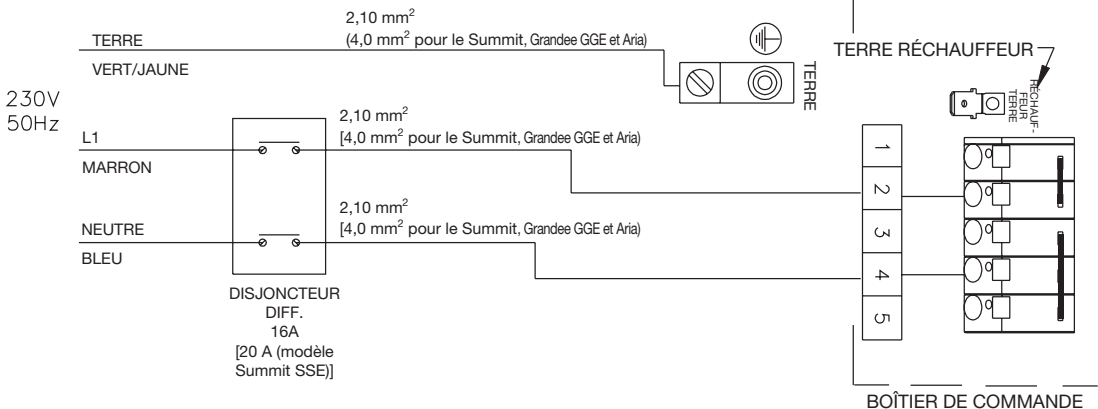 2,10 mm²
TERRE
(4,0 mm² pour le Summit, Grandee GGE et Aria)
VERT/JAUNE
TERRE
TERRE RÉCHAUFFEUR
RÉCHAUF-
FEUR
TERRE
230V
50Hz
2,10 mm²
L1
[4,0 mm² pour le Summit, Grandee GGE et Aria)
MARRON
2,10 mm²
NEUTRE
[4,0 mm² pour le Summit, Grandee GGE et Aria)
BLEU
1
2
3
4
5
DISJONCTEUR
DIFF.
16A
[20 A (modèle
Summit SSE)]
BOÎTIER DE COMMANDE